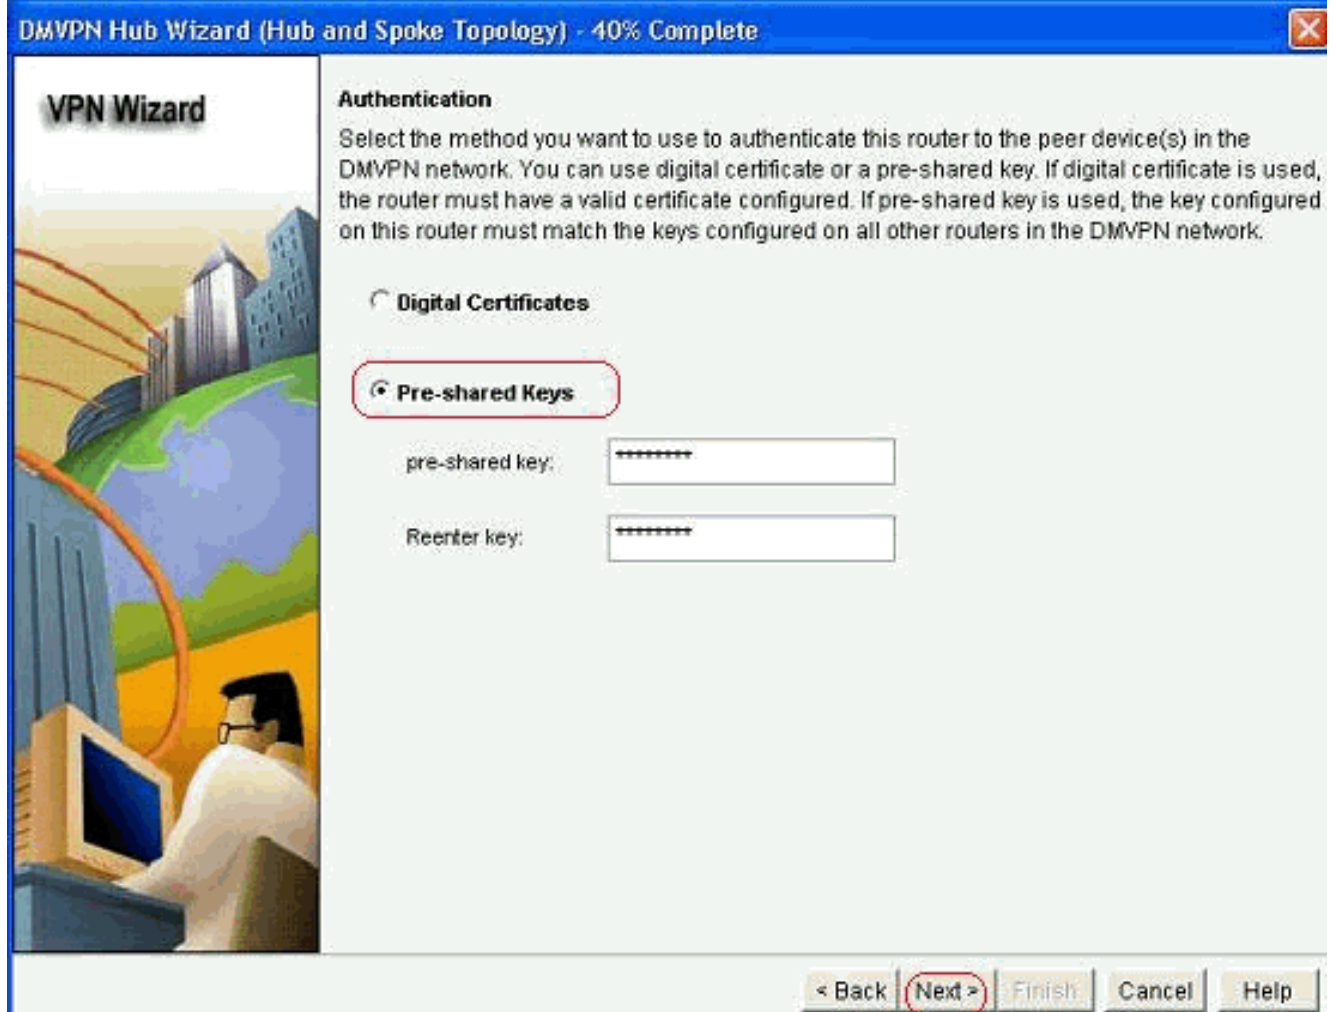 DMVPN Hub Wizard (Hub and Spoke Topology) - 40% Complete
VPN Wizard
Authentication
Select the method you want to use to authenticate this router to the peer device(s) in the
DMVPN network. You can use digital certificate or a pre-shared key. If digital certificate is used,
the router must have a valid certificate configured. If pre-shared key is used, the key configured
on this router must match the keys configured on all other routers in the DMVPN network.
Digital Certificates
Pre-shared Keys
pre-shared key: ********
Reenter key: ********
< Back Next > Finish Cancel Help